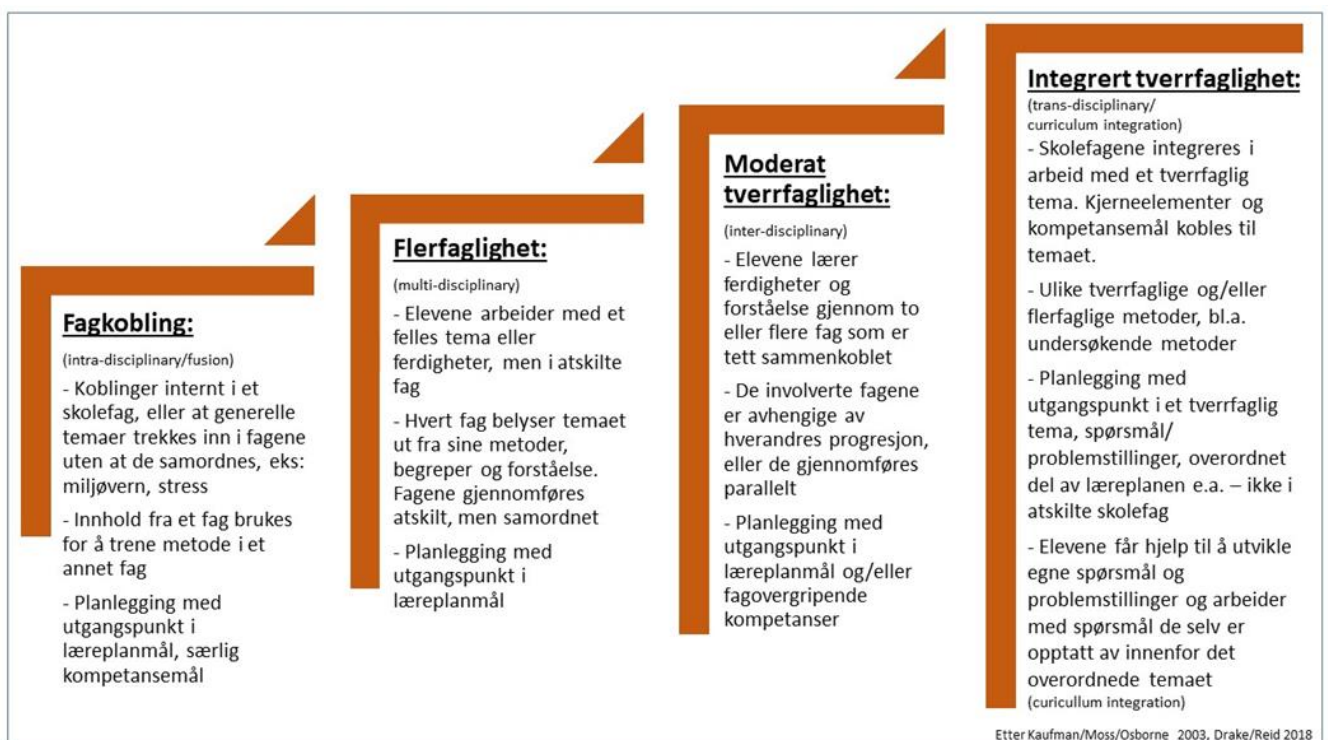 Fagkobling:
(intra-disciplinary/fusion)
- Koblinger internt i et
skolefag, eller at generelle
temaer trekkes inn i fagene
uten at de samordnes, eks:
miljøvern, stress
- Innhold fra et fag brukes
for å trene metode i et
annet fag
- Planlegging med
utgangspunkt i
læreplanmål, særlig
kompetansemål
Flerfaglighet:
(multi-disciplinary)
- Elevene arbeider med et
felles tema eller
ferdigheter, men i atskilte
fag
- Hvert fag belyser temaet
ut fra sine metoder,
begreper og forståelse.
Fagene gjennomføres
atskilt, men samordnet
- Planlegging med
utgangspunkt i
læreplanmål
Moderat
tverrfaglighet:
(inter-disciplinary)
- Elevene lærer
ferdigheter og
forståelse gjennom to
eller flere fag som er
tett sammenkoblet
- De involverte fagene
er avhengige av
hverandres progresjon,
eller de gjennomføres
parallelt
- Planlegging med
utgangspunkt i
læreplanmål og/eller
fagovergripende
kompetanser
Integrert tverrfaglighet:
(trans-disciplinary/
curriculum integration)
- Skolefagene integreres i
arbeid med et tverrfaglig
tema. Kjerneelementer og
kompetansemål kobles til
temaet.
- Ulike tverrfaglige og/eller
flerfaglige metoder, bl.a.
undersøkende metoder
- Planlegging med
utgangspunkt i et tverrfaglig
tema, spørsmål/
problemstillinger, overordnet
del av læreplanen e.a. – ikke i
atskilte skolefag
- Elevene får hjelp til å utvikle
egne spørsmål og
problemstillinger og arbeider
med spørsmål de selv er
opptatt av innenfor det
overordnede temaet
(curicullum integration)
Etter Kaufman/Moss/Osborne 2003, Drake/Reid 2018